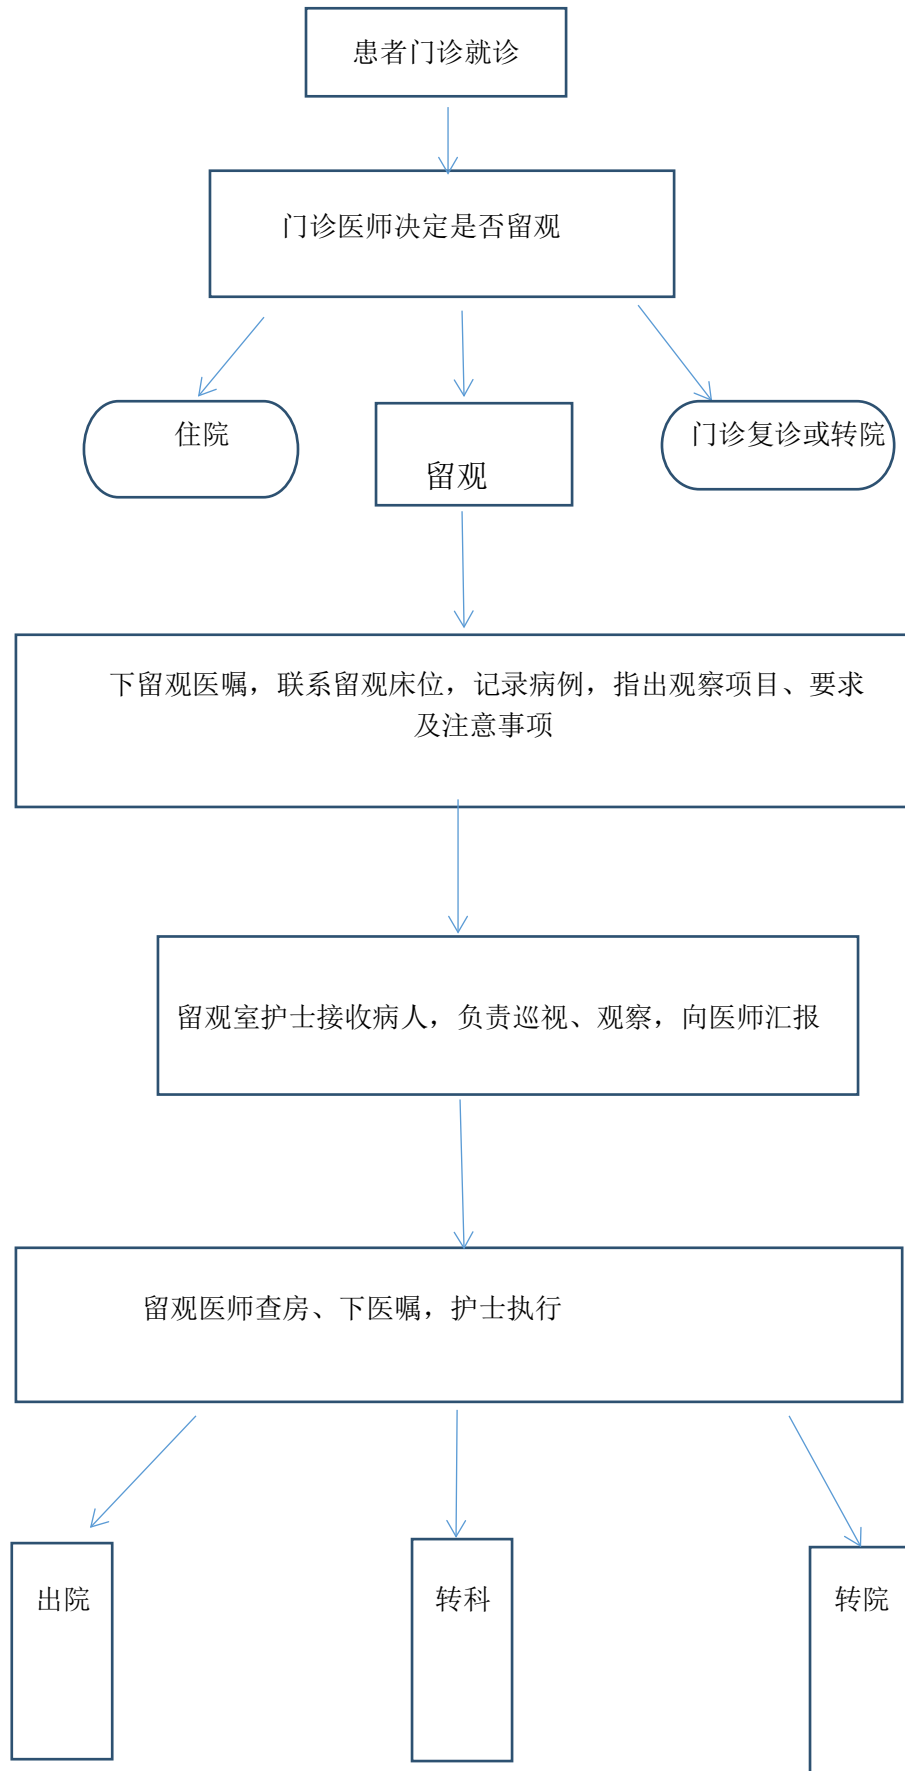 患者门诊就诊
门诊医师决定是否留观
住院
留观
门诊复诊或转院
下留观医嘱，联系留观床位，记录病例，指出观察项目、要求
及注意事项
留观室护士接收病人，负责巡视、观察，向医师汇报
留观医师查房、下医嘱，护士执行
出院
转科
转院